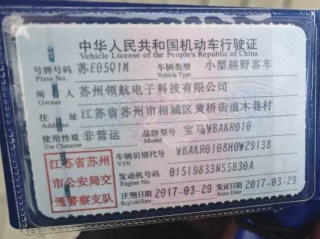 中华人民共和国机动车行驶证
Vehicle License of the People's Republic of China
号牌号码 苏E05Q1M 车辆类型 小型越野客车
Plate No. Vehicle Type
所有人 苏州领航电子科技有限公司
Owner
住址 江苏省苏州市相城区黄桥街道木巷村
Address
使用性质 非营运 品牌型号 宝马WBAKR010
Use Character Model
江苏省苏州市公安局交通警察支队
车辆识别代号 WBAKR0108H0W29138
VIN
发动机号码 01519833W55B30A
Engine No.
注册日期 2017-03-29 发证日期 2017-03-29
Register Date Issue Date